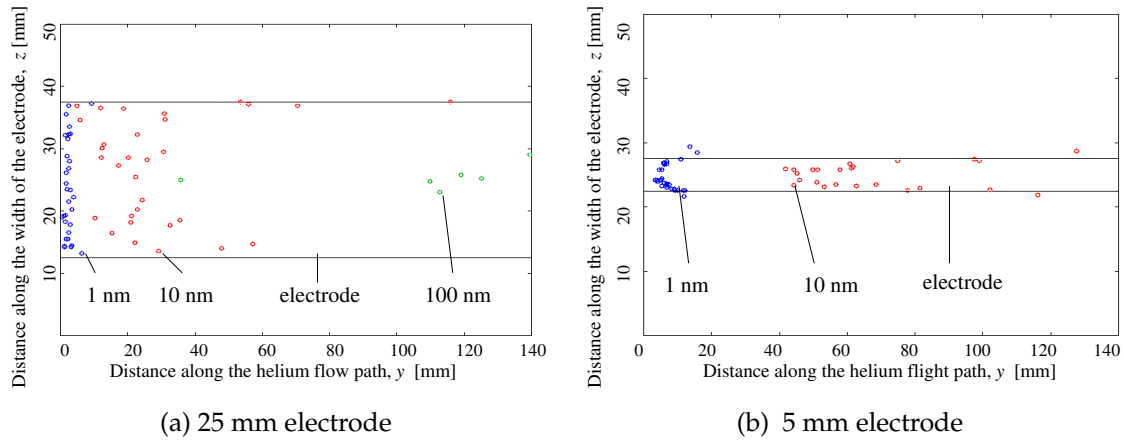 Distance along the width of the electrode, z [mm]
50
40
30
20
10
1 nm
10 nm
electrode
100 nm
0
20
40
60
80
100
120
140
Distance along the helium flow path, y [mm]
(a) 25 mm electrode
Distance along the width of the electrode, z [mm]
50
40
30
20
10
1 nm
10 nm
electrode
0
20
40
60
80
100
120
140
Distance along the helium flight path, y [mm]
(b) 5 mm electrode